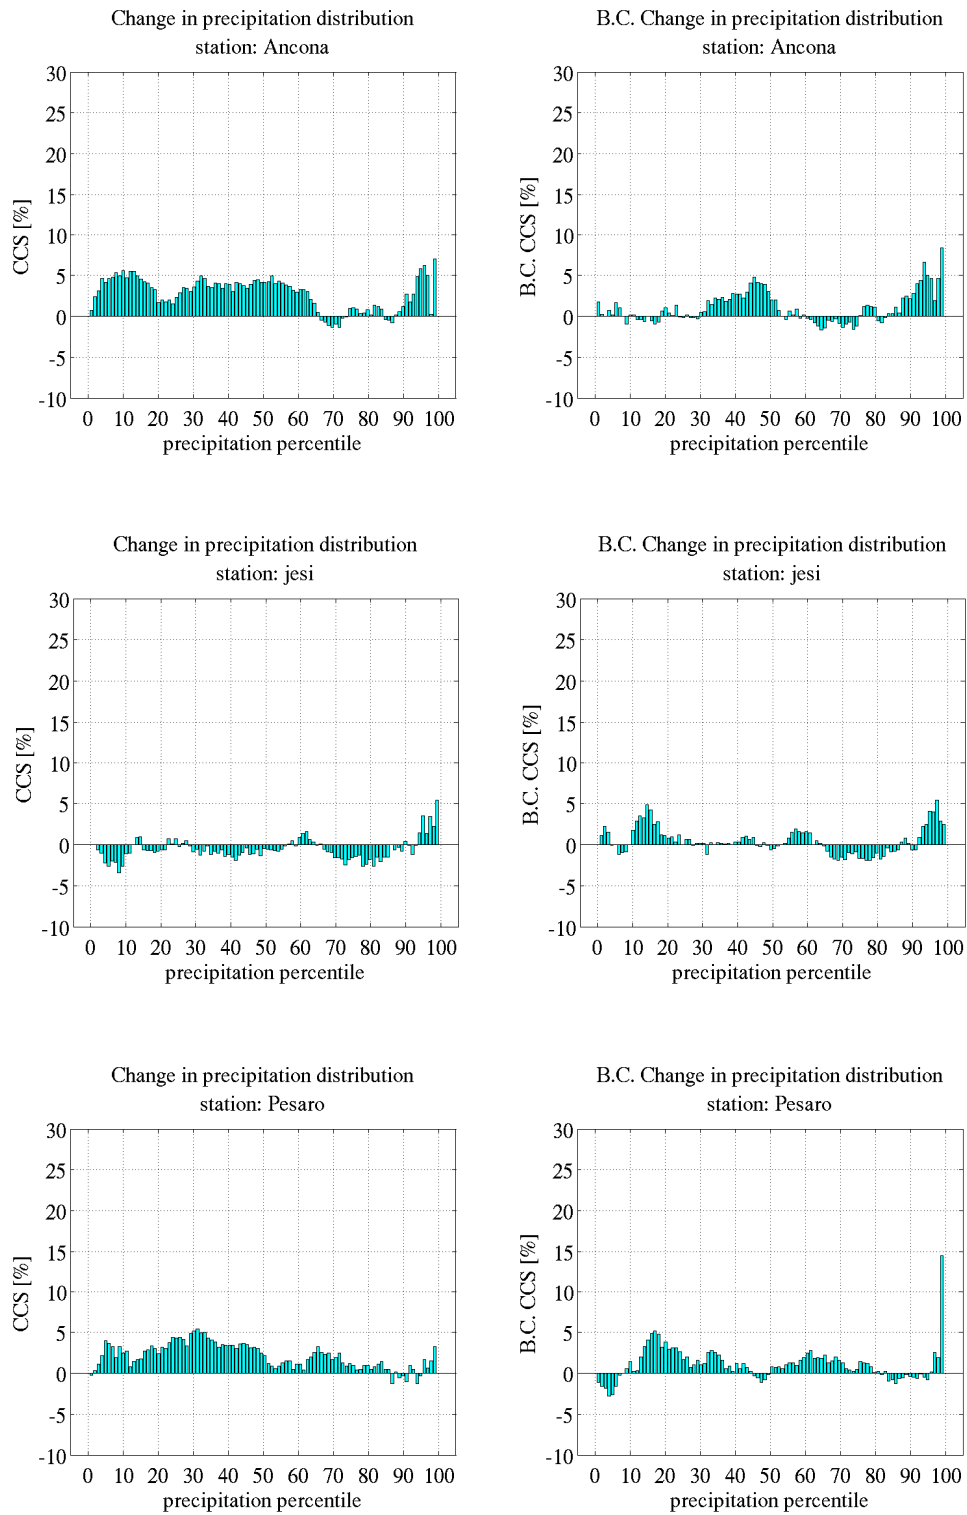 Change in precipitation distribution
station: Ancona
30
25
20
15
10
5
0
-5
-10
CCS [%]
0 10 20 30 40 50 60 70 80 90 100
precipitation percentile
B.C. Change in precipitation distribution
station: Ancona
30
25
20
15
10
5
0
-5
-10
B.C. CCS [%]
0 10 20 30 40 50 60 70 80 90 100
precipitation percentile
Change in precipitation distribution
station: jesi
30
25
20
15
10
5
0
-5
-10
CCS [%]
0 10 20 30 40 50 60 70 80 90 100
precipitation percentile
B.C. Change in precipitation distribution
station: jesi
30
25
20
15
10
5
0
-5
-10
B.C. CCS [%]
0 10 20 30 40 50 60 70 80 90 100
precipitation percentile
Change in precipitation distribution
station: Pesaro
30
25
20
15
10
5
0
-5
-10
CCS [%]
0 10 20 30 40 50 60 70 80 90 100
precipitation percentile
B.C. Change in precipitation distribution
station: Pesaro
30
25
20
15
10
5
0
-5
-10
B.C. CCS [%]
0 10 20 30 40 50 60 70 80 90 100
precipitation percentile